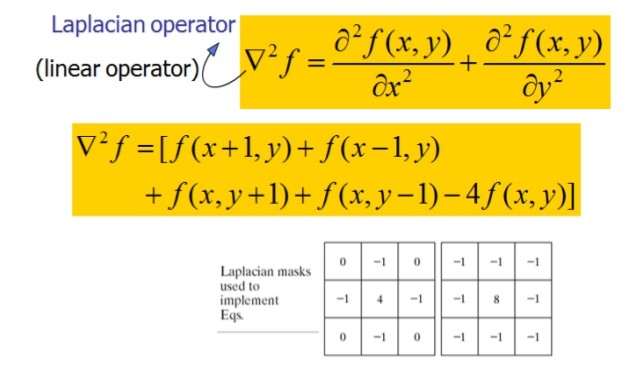 Laplacian operator
(linear operator)
∇²f = ∂²f(x, y)/∂x² + ∂²f(x, y)/∂y²
∇²f =[f(x+1, y)+ f(x−1, y)
+ f(x, y+1)+ f(x, y−1)−4f(x, y)]
Laplacian masks
used to
implement
Eqs.
0 −1 0 −1 −1 −1
−1 4 −1 −1 8 −1
0 −1 0 −1 −1 −1